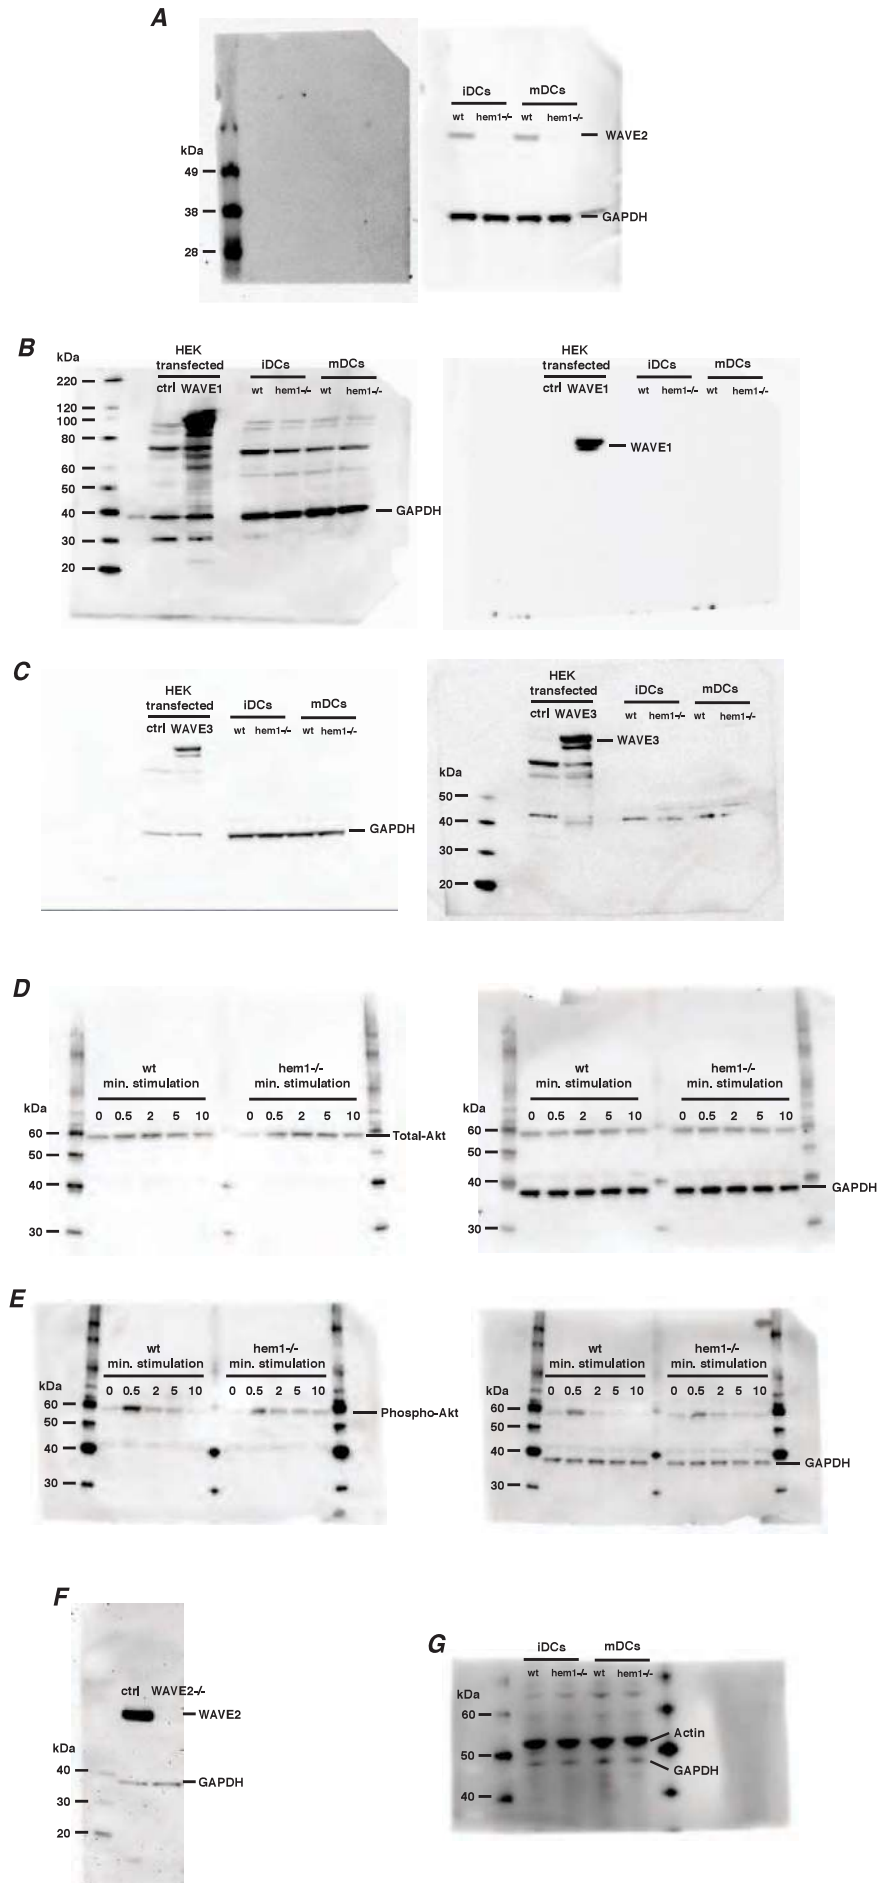 A
iDCs mDCs
wt hem1-/- wt hem1-/-
WAVE2
kDa
49
38
28
GAPDH
B
kDa
HEK
transfected
iDCs mDCs
ctrl WAVE1 wt hem1-/- wt hem1-/-
220
120
100
80
60
50
40
30
20
GAPDH
HEK
transfected
iDCs mDCs
ctrl WAVE1 wt hem1-/- wt hem1-/-
WAVE1
C
HEK
transfected
iDCs mDCs
ctrl WAVE3 wt hem1-/- wt hem1-/-
GAPDH
HEK
transfected
iDCs mDCs
ctrl WAVE3 wt hem1-/- wt hem1-/-
WAVE3
kDa
50
40
30
20
D
wt hem1-/-
min. stimulation min. stimulation
kDa
0 0.5 2 5 10 0 0.5 2 5 10
60
50
40
30
Total-Akt
wt hem1-/-
min. stimulation min. stimulation
kDa
0 0.5 2 5 10 0 0.5 2 5 10
60
50
40
30
GAPDH
E
wt hem1-/-
min. stimulation min. stimulation
kDa
0 0.5 2 5 10 0 0.5 2 5 10
60
50
40
30
Phospho-Akt
wt hem1-/-
min. stimulation min. stimulation
kDa
0 0.5 2 5 10 0 0.5 2 5 10
60
50
40
30
GAPDH
F
ctrl WAVE2-/-
WAVE2
kDa
40
30
20
GAPDH
G
iDCs mDCs
wt hem1-/- wt hem1-/-
kDa
60
50
40
Actin
GAPDH